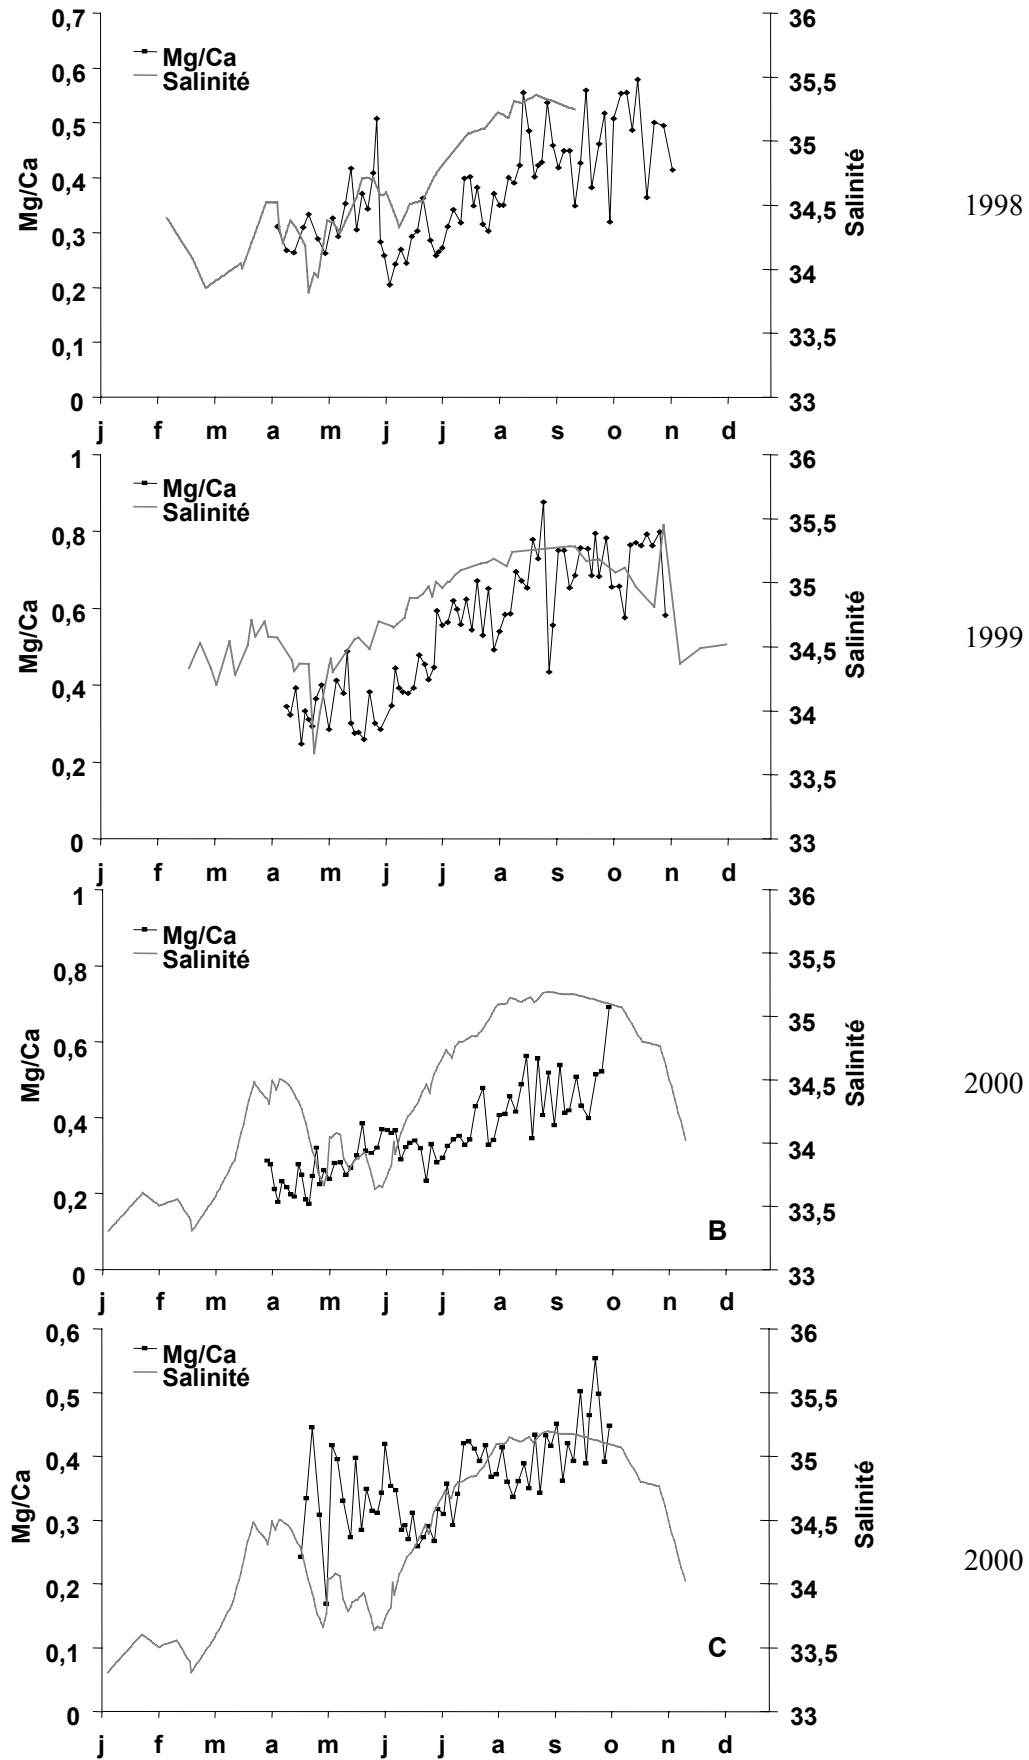 0,7 36
Mg/Ca
Salinité
0,6 35,5
0,5 35
0,4 34,5
0,3 34
0,2 33,5
0,1
0 33
Mg/Ca
Salinité
1998
j f m a m j j a s o n d
1 36
Mg/Ca
Salinité
0,8 35,5
35
0,6 34,5
0,4 34
0,2 33,5
0 33
Mg/Ca
Salinité
1999
j f m a m j j a s o n d
1 36
Mg/Ca
Salinité
0,8 35,5
35
0,6 34,5
0,4 34
0,2 33,5
0 33
Mg/Ca
Salinité
2000
B
j f m a m j j a s o n d
0,6 36
Mg/Ca
Salinité
0,5 35,5
0,4 35
0,3 34,5
0,2 34
0,1 33,5
0 33
Mg/Ca
Salinité
2000
C
j f m a m j j a s o n d